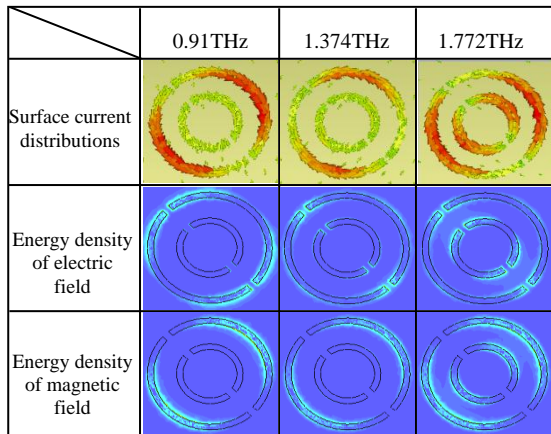 0.91THz 1.374THz 1.772THz
Surface current
distributions
Energy density
of electric
field
Energy density
of magnetic
field